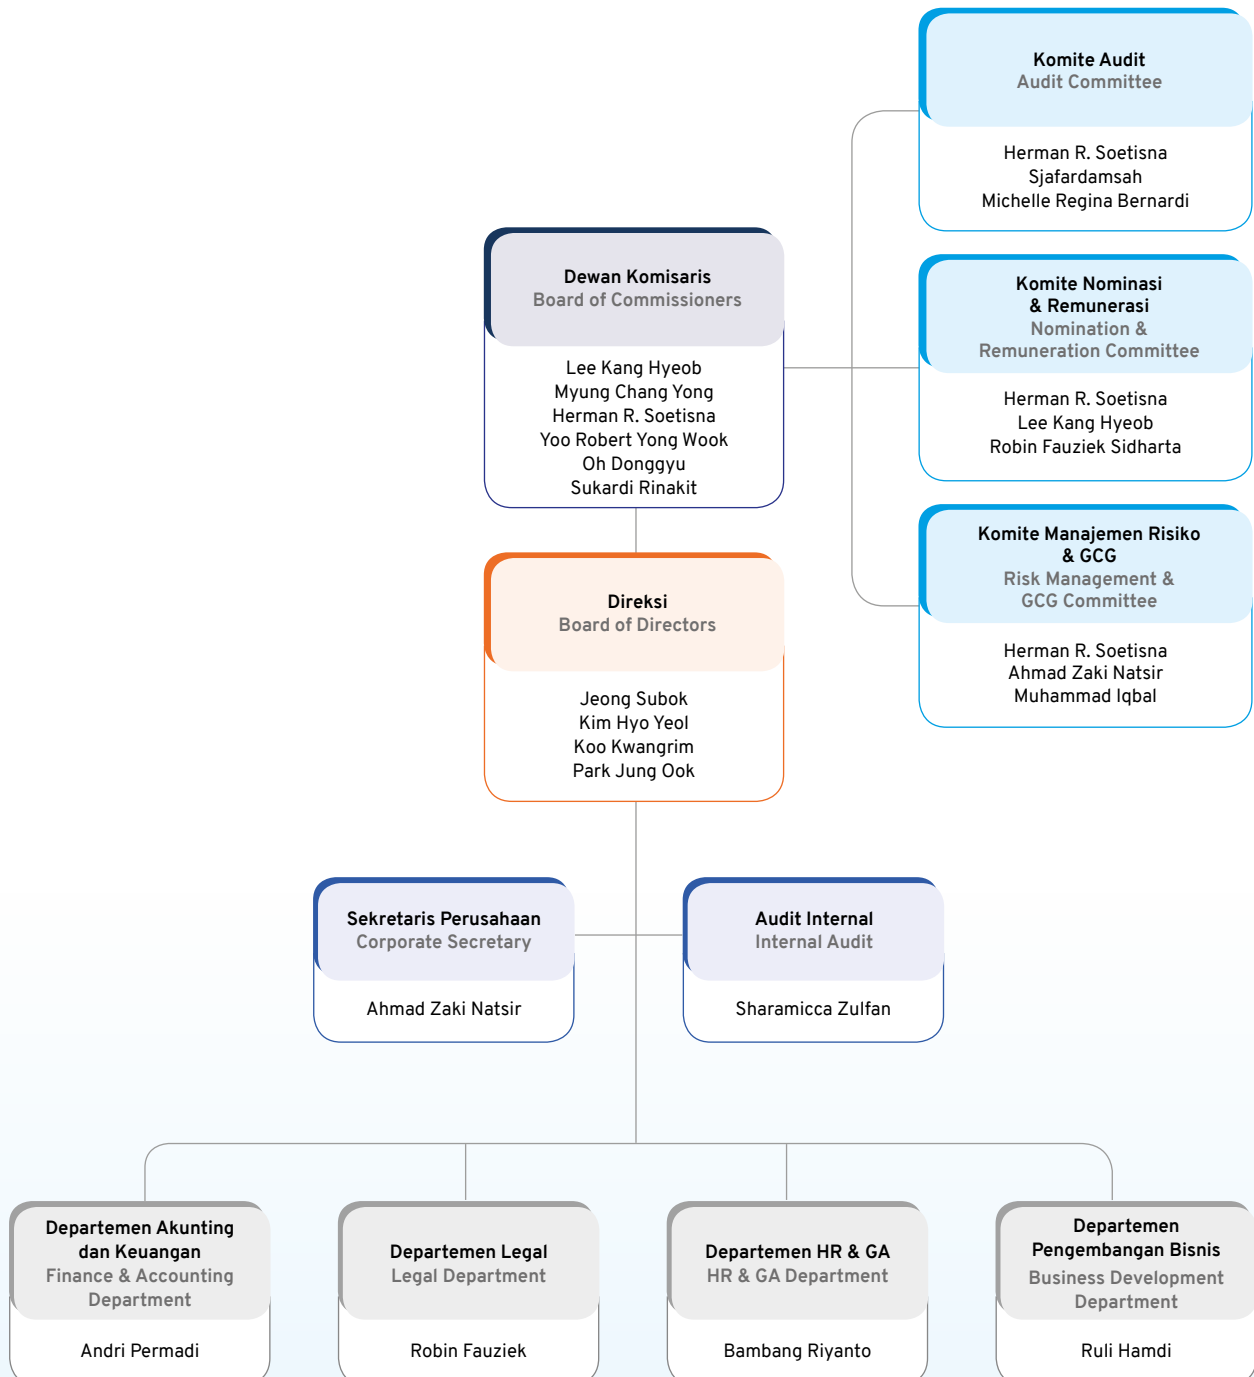 Komite Audit
Audit Committee
Herman R. Soetisna
Sjafardamsah
Michelle Regina Bernardi
Dewan Komisaris
Board of Commissioners
Lee Kang Hyeob
Myung Chang Yong
Herman R. Soetisna
Yoo Robert Yong Wook
Oh Donggyu
Sukardi Rinakit
Komite Nominasi
& Remunerasi
Nomination &
Remuneration Committee
Herman R. Soetisna
Lee Kang Hyeob
Robin Fauziek Sidharta
Komite Manajemen Risiko
& GCG
Risk Management &
GCG Committee
Herman R. Soetisna
Ahmad Zaki Natsir
Muhammad Iqbal
Direksi
Board of Directors
Jeong Subok
Kim Hyo Yeol
Koo Kwangrim
Park Jung Ook
Sekretaris Perusahaan
Corporate Secretary
Ahmad Zaki Natsir
Audit Internal
Internal Audit
Sharamicca Zulfan
Departemen Akunting
dan Keuangan
Finance & Accounting
Department
Andri Permadi
Departemen Legal
Legal Department
Robin Fauziek
Departemen HR & GA
HR & GA Department
Bambang Riyanto
Departemen
Pengembangan Bisnis
Business Development
Department
Ruli Hamdi